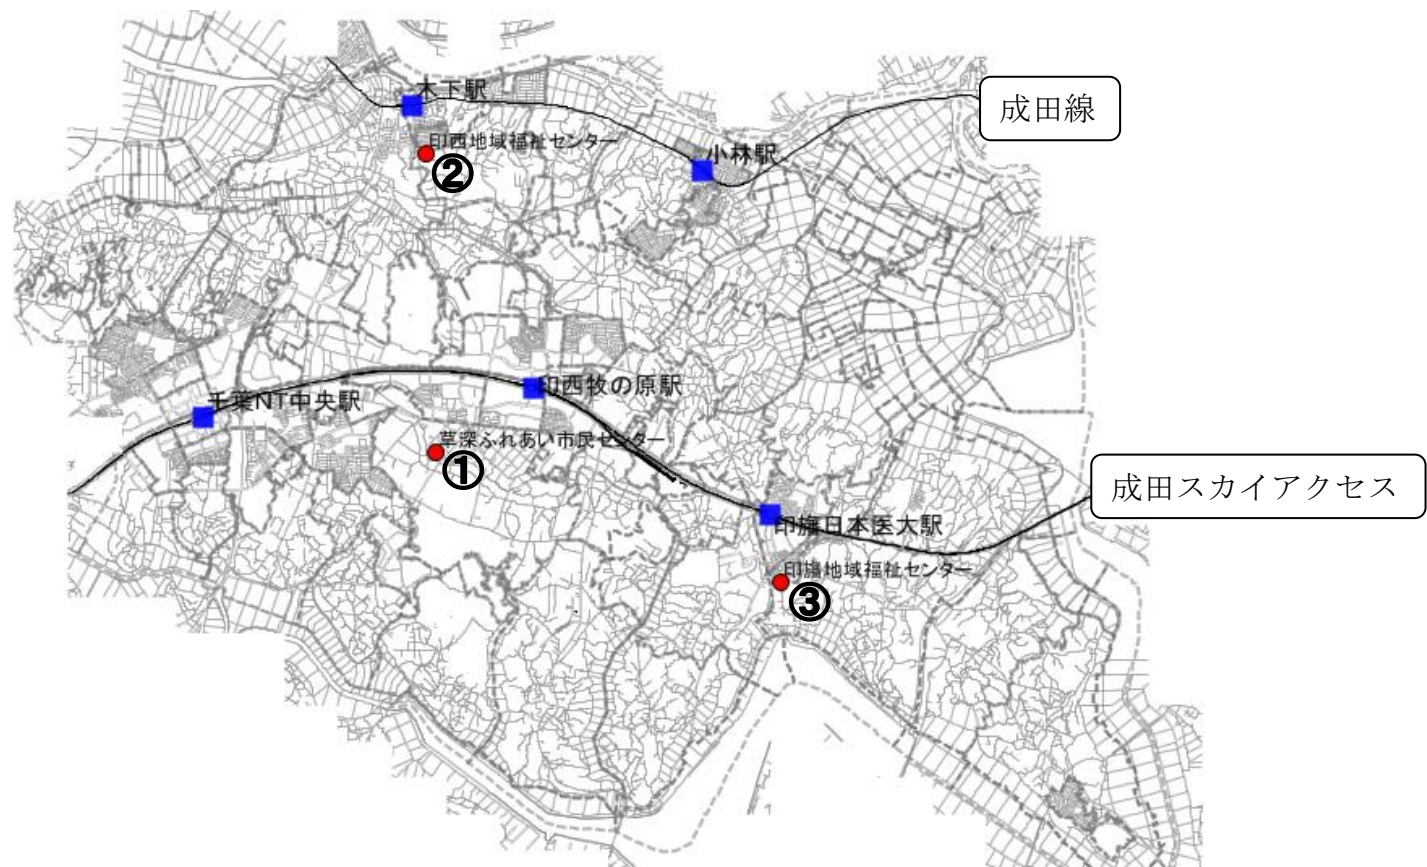 木下駅
成田線
印西地域福祉センター
②
小林駅
印西牧の原駅
千葉NT中央駅
草深ふれあい市民センター
①
成田スカイアクセス
印旛日本医大駅
印旛地域福祉センター
③